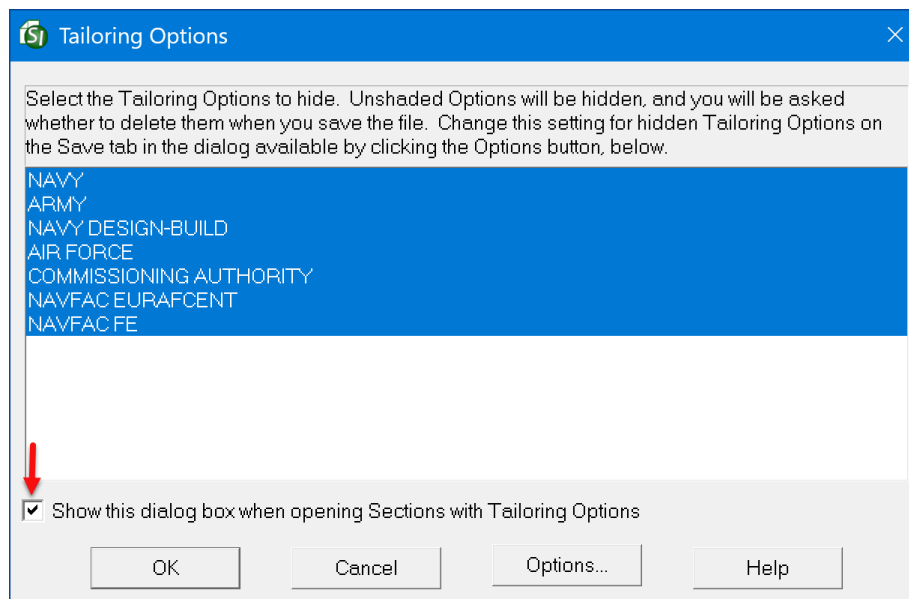 SI Tailoring Options
Select the Tailoring Options to hide. Unshaded Options will be hidden, and you will be asked
whether to delete them when you save the file. Change this setting for hidden Tailoring Options on
the Save tab in the dialog available by clicking the Options button, below.
NAVY
ARMY
NAVY DESIGN-BUILD
AIR FORCE
COMMISSIONING AUTHORITY
NAVFAC EURAFCENT
NAVFAC FE
Show this dialog box when opening Sections with Tailoring Options
OK Cancel Options... Help